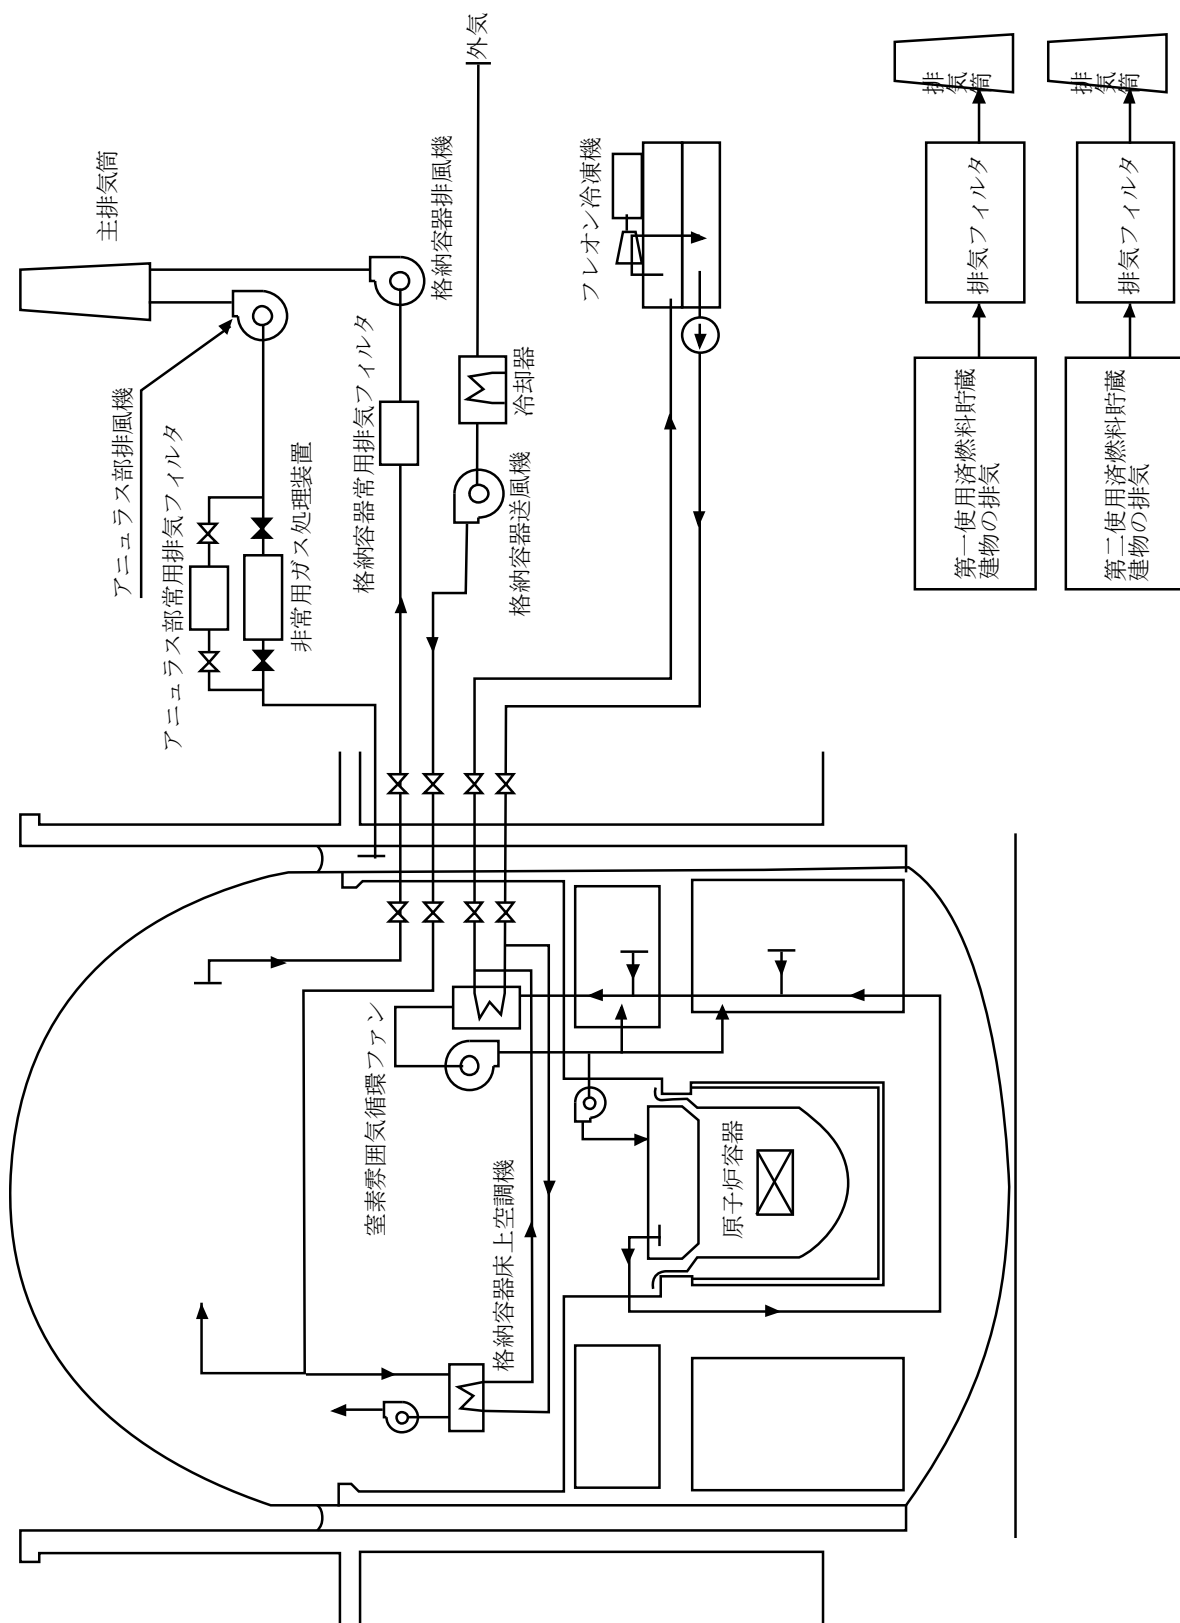 外気
主排気筒
格納容器排風機
フレオン冷凍機
排
気
筒
排
気
筒
排気フィルタ
排気フィルタ
アニュラス部排風機
アニュラス部常用排気フィルタ
非常用ガス処理装置
格納容器常用排気フィルタ
冷却器
格納容器送風機
第一使用済燃料貯蔵
建物の排気
第二使用済燃料貯蔵
建物の排気
窒素雰囲気循環ファン
格納容器床上空調機
原子炉容器